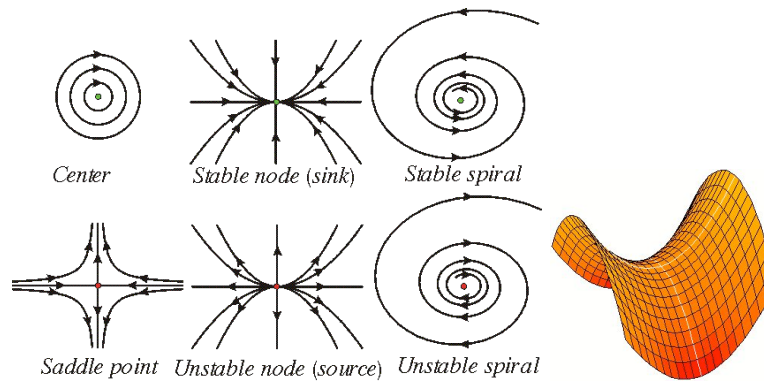 Center
Stable node (sink)
Stable spiral
Saddle point
Unstable node (source)
Unstable spiral